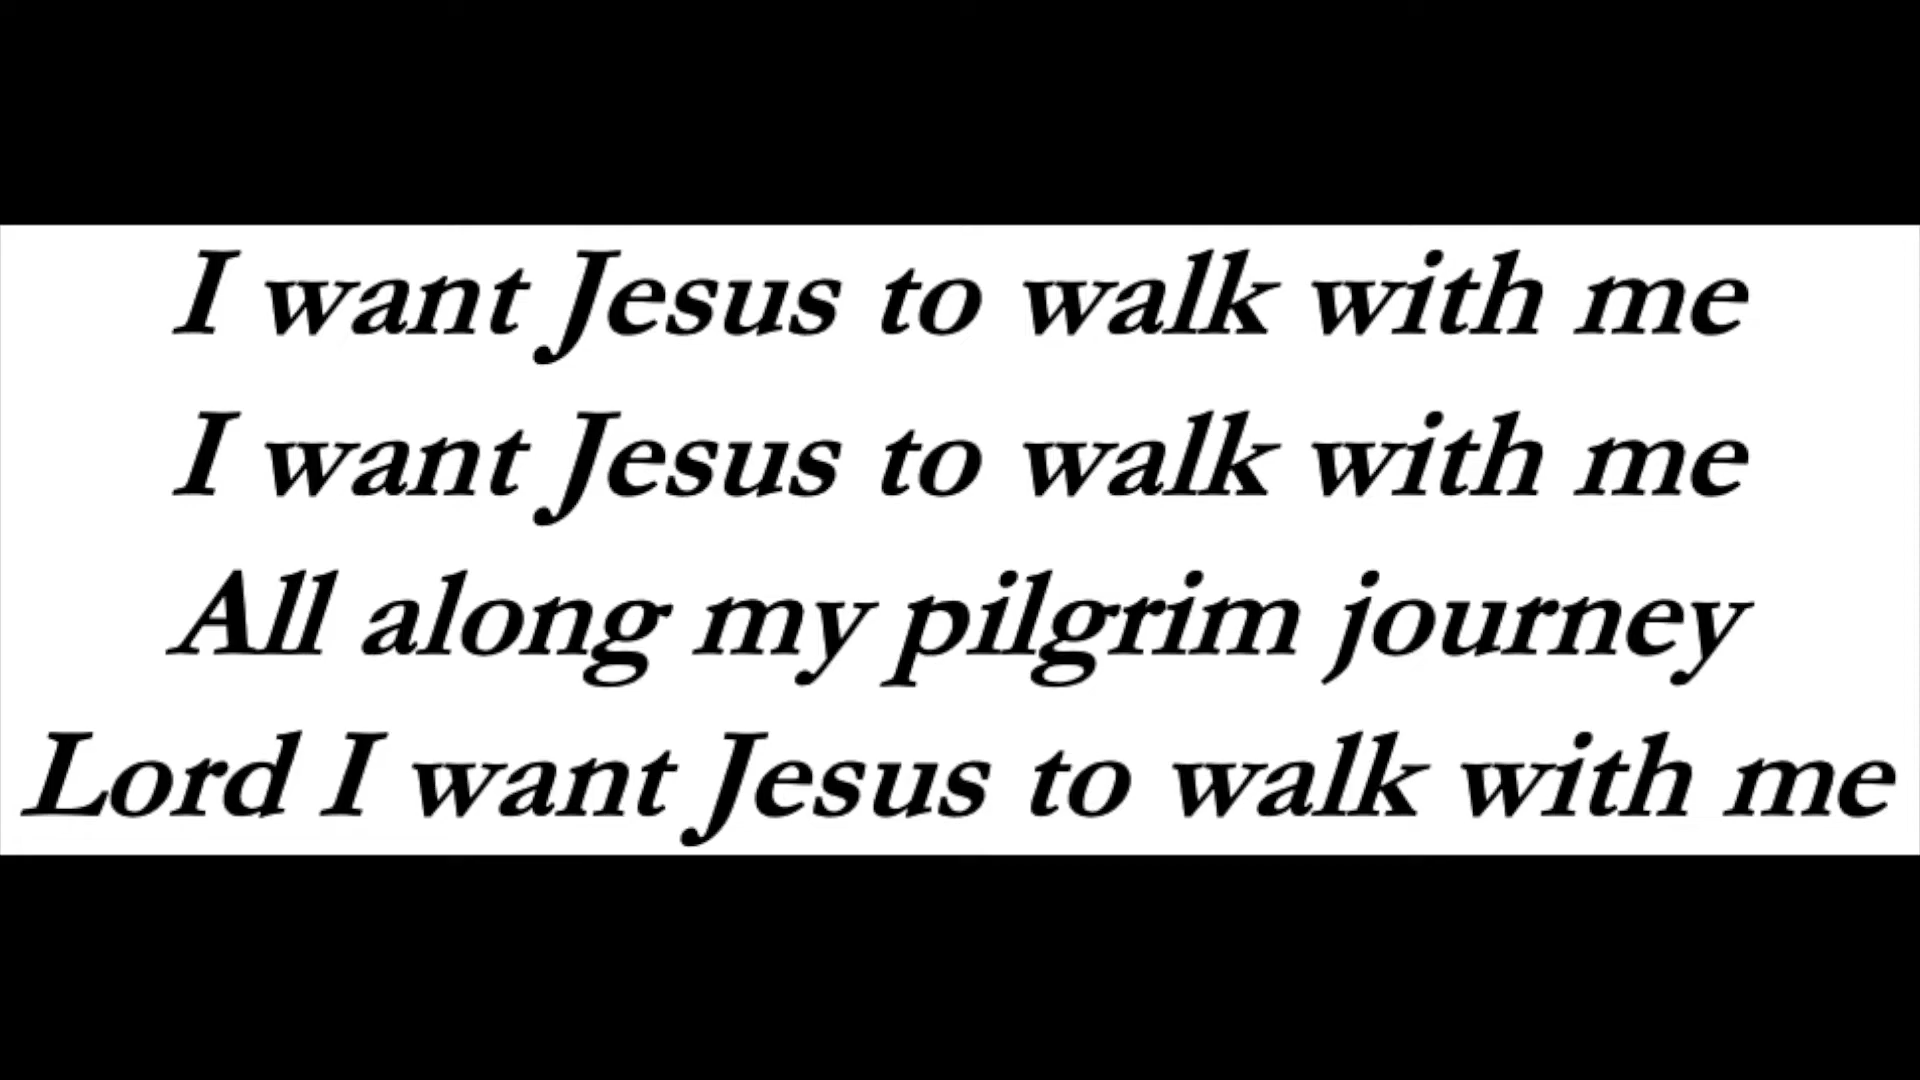 I want Jesus to walk with me
I want Jesus to walk with me
All along my pilgrim journey
Lord I want Jesus to walk with me